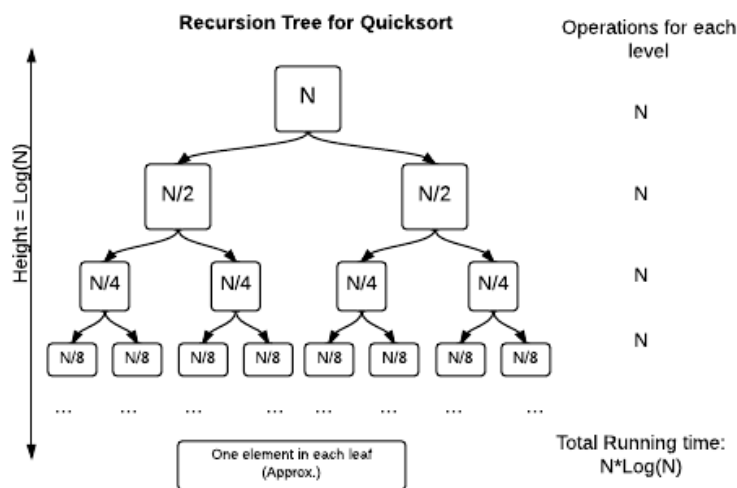 Recursion Tree for Quicksort
Operations for each
level
Height = Log(N)
N
N
N/2
N/2
N
N/4
N/4
N/4
N/4
N
N/8
N/8
N/8
N/8
N/8
N/8
N/8
N/8
N
... ... ... ... ... ... ... ...
One element in each leaf
(Approx.)
Total Running time:
N*Log(N)